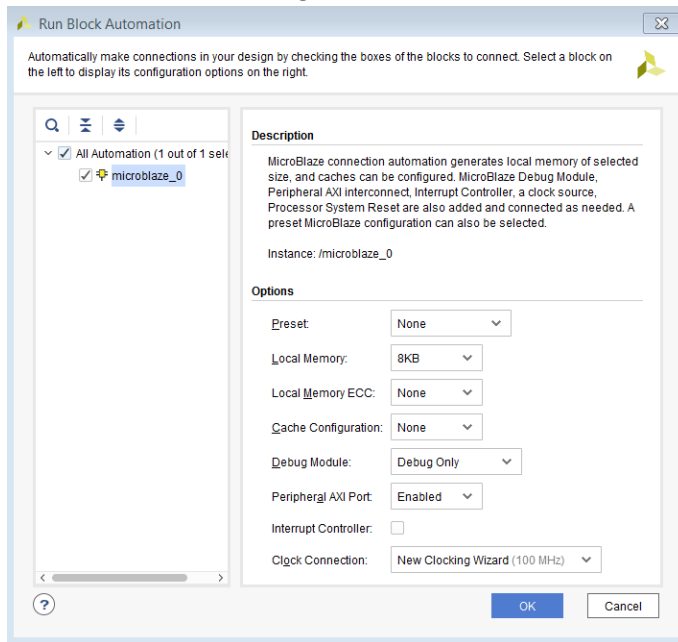 Run Block Automation
Automatically make connections in your design by checking the boxes of the blocks to connect. Select a block on
the left to display its configuration options on the right.
All Automation (1 out of 1 sele
microblaze_0
Description
MicroBlaze connection automation generates local memory of selected
size, and caches can be configured. MicroBlaze Debug Module,
Peripheral AXI interconnect, Interrupt Controller, a clock source,
Processor System Reset are also added and connected as needed. A
preset MicroBlaze configuration can also be selected.
Instance: /microblaze_0
Options
Preset: None
Local Memory: 8KB
Local Memory ECC: None
Cache Configuration: None
Debug Module: Debug Only
Peripheral AXI Port: Enabled
Interrupt Controller:
Clock Connection: New Clocking Wizard (100 MHz)
?
OK Cancel